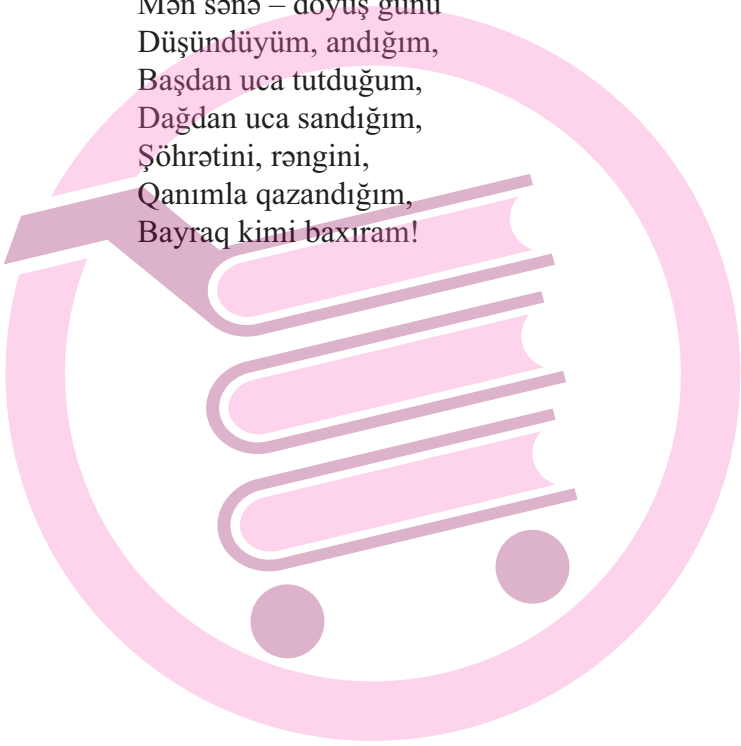 Mən sənə – döyüş günü
Düşündüyüm, andığım,
Başdan uca tutduğum,
Dağdan uca sandığım,
Şöhrətini, rəngini,
Qanımla qazandığım,
Bayraq kimi baxıram!